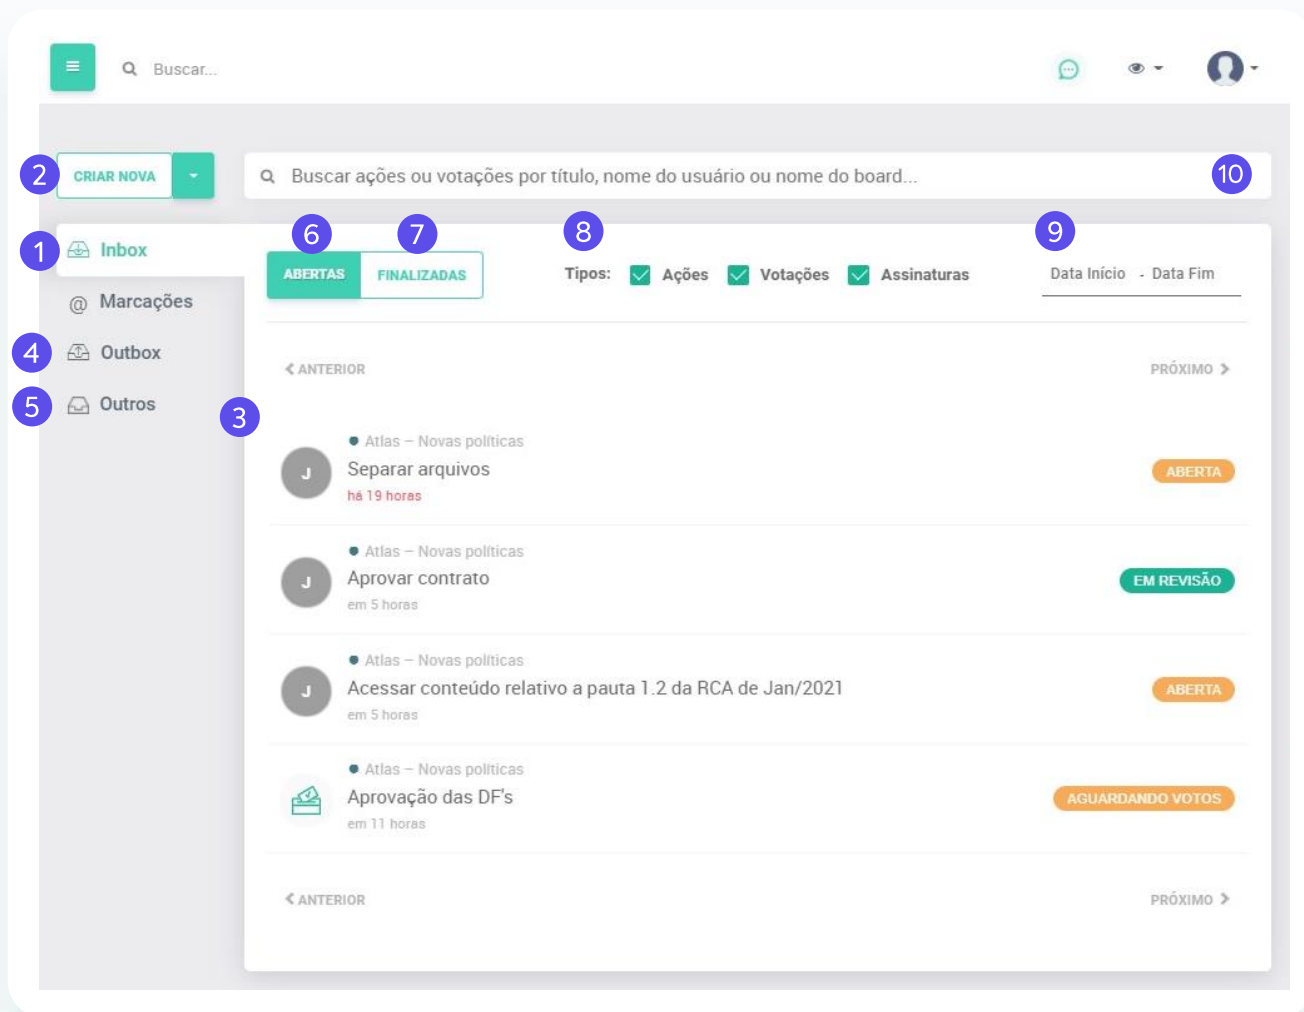 Buscar...
2 CRIAR NOVA
Buscar ações ou votações por título, nome do usuário ou nome do board... 10
1 Inbox
@ Marcações
4 Outbox
5 Outros
3
6 7 8 9
ABERTAS FINALIZADAS Tipos: Ações Votações Assinaturas Data Início - Data Fim
ANTERIOR PRÓXIMO
Atlas – Novas políticas
J Separar arquivos ABERTA
há 19 horas
Atlas – Novas políticas
J Aprovar contrato EM REVISÃO
em 5 horas
Atlas – Novas políticas
J Acessar conteúdo relativo a pauta 1.2 da RCA de Jan/2021 ABERTA
em 5 horas
Atlas – Novas políticas
Aprovação das DF's AGUARDANDO VOTOS
em 11 horas
ANTERIOR PRÓXIMO